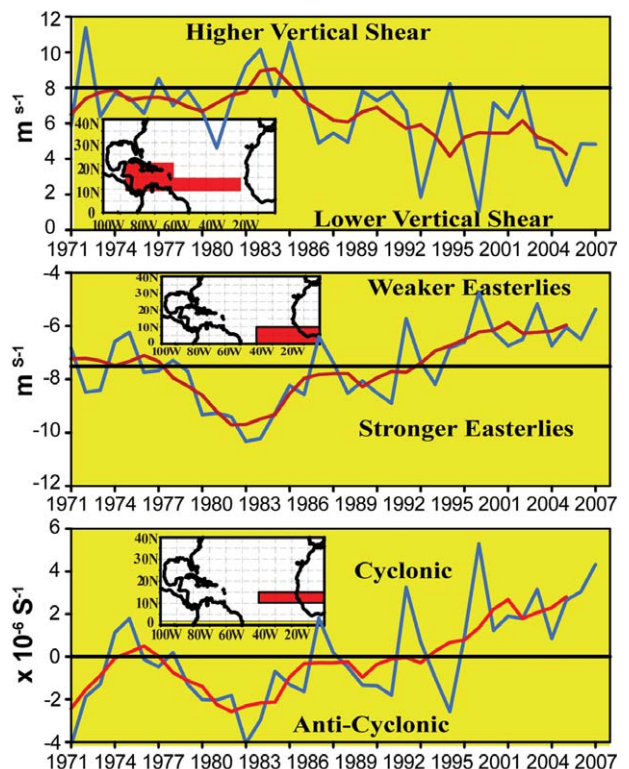 12
10
8
6
4
2
0
m s-1
Higher Vertical Shear
40N
30N
20N
10N
0
100W 80W 60W 40W 20W
Lower Vertical Shear
1971 1974 1977 1980 1983 1986 1989 1992 1995 2001 2004 2007
-4
-6
-8
-10
-12
m s-1
40N
30N
20N
10N
0
100W 80W 60W 40W 20W
Weaker Easterlies
Stronger Easterlies
1971 1974 1977 1980 1983 1986 1989 1992 1995 2001 2004 2007
6
4
2
0
-2
-4
x 10-6 S-1
40N
30N
20N
10N
0
100W 80W 60W 40W 20W
Cyclonic
Anti-Cyclonic
1971 1974 1977 1980 1983 1986 1989 1992 1995 2001 2004 2007